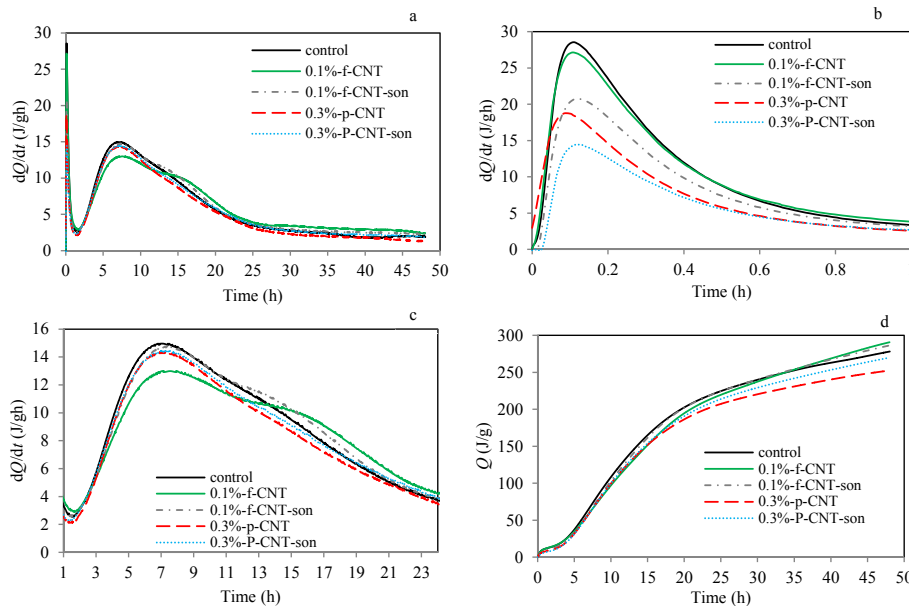 a
30
25
20
15
10
5
0
dQ/dt (J/gh)
control
0.1%-f-CNT
0.1%-f-CNT-son
0.3%-p-CNT
0.3%-P-CNT-son
0 5 10 15 20 25 30 35 40 45 50
Time (h)
b
30
25
20
15
10
5
0
dQ/dt (J/gh)
control
0.1%-f-CNT
0.1%-f-CNT-son
0.3%-p-CNT
0.3%-P-CNT-son
0 0.2 0.4 0.6 0.8
Time (h)
c
16
14
12
10
8
6
4
2
0
dQ/dt (J/gh)
control
0.1%-f-CNT
0.1%-f-CNT-son
0.3%-p-CNT
0.3%-P-CNT-son
1 3 5 7 9 11 13 15 17 19 21 23
Time (h)
d
300
250
200
150
100
50
0
Q (J/g)
control
0.1%-f-CNT
0.1%-f-CNT-son
0.3%-p-CNT
0.3%-P-CNT-son
0 5 10 15 20 25 30 35 40 45 50
Time (h)